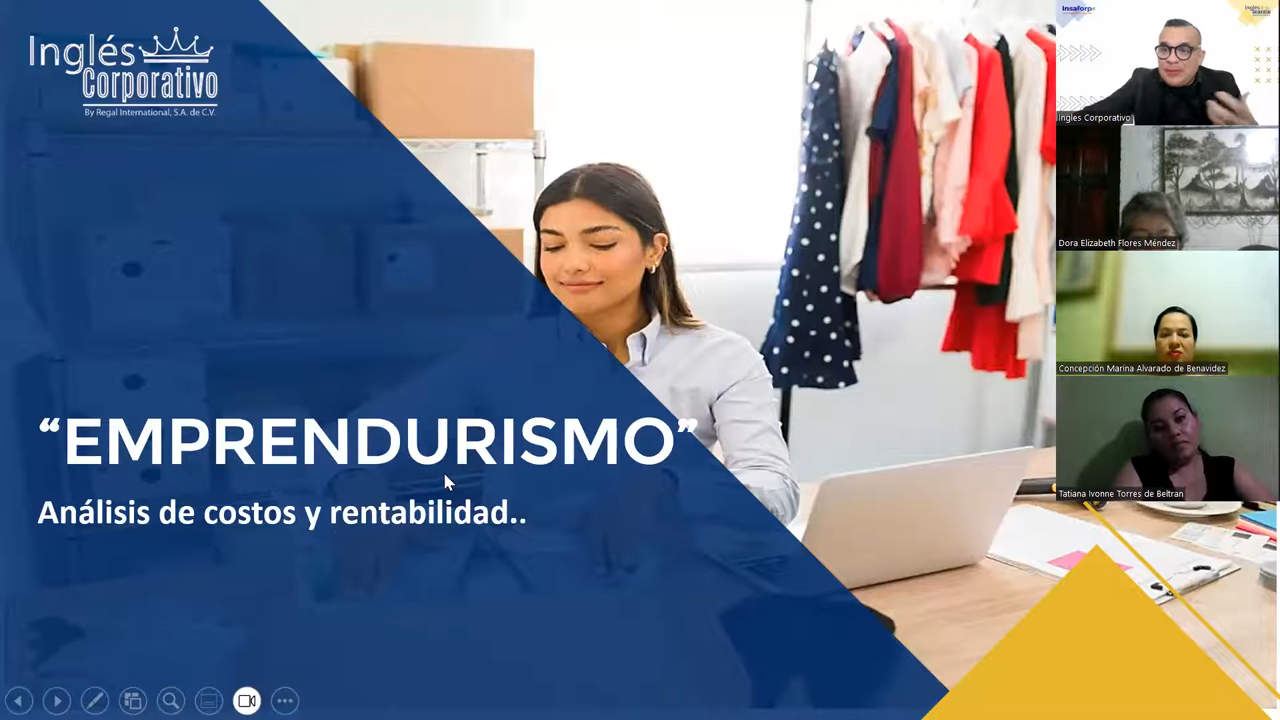 Inglés
Corporativo
By Regal International, S.A. de C.V.
“EMPRENDURISMO”
Análisis de costos y rentabilidad..
Insaforp
Ingles Corporativo
Dora Elizabeth Flores Méndez
Concepción Marina Alvarado de Benavidez
Tatiana Ivonne Torres de Beltran